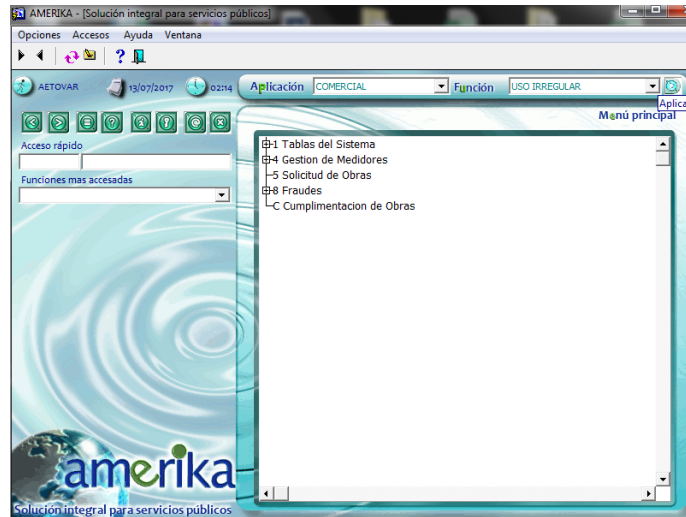 AMERIKA - [Solución integral para servicios públicos]
Opciones Accesos Ayuda Ventana
AETOVAR 13/07/2017 02:14 Aplicación COMERCIAL Función USO IRREGULAR
Aplica
Menú principal
Acceso rápido
Funciones mas accesadas
1 Tablas del Sistema
4 Gestion de Medidores
5 Solicitud de Obras
8 Fraudes
C Cumplimentacion de Obras
amerika
Solución integral para servicios públicos